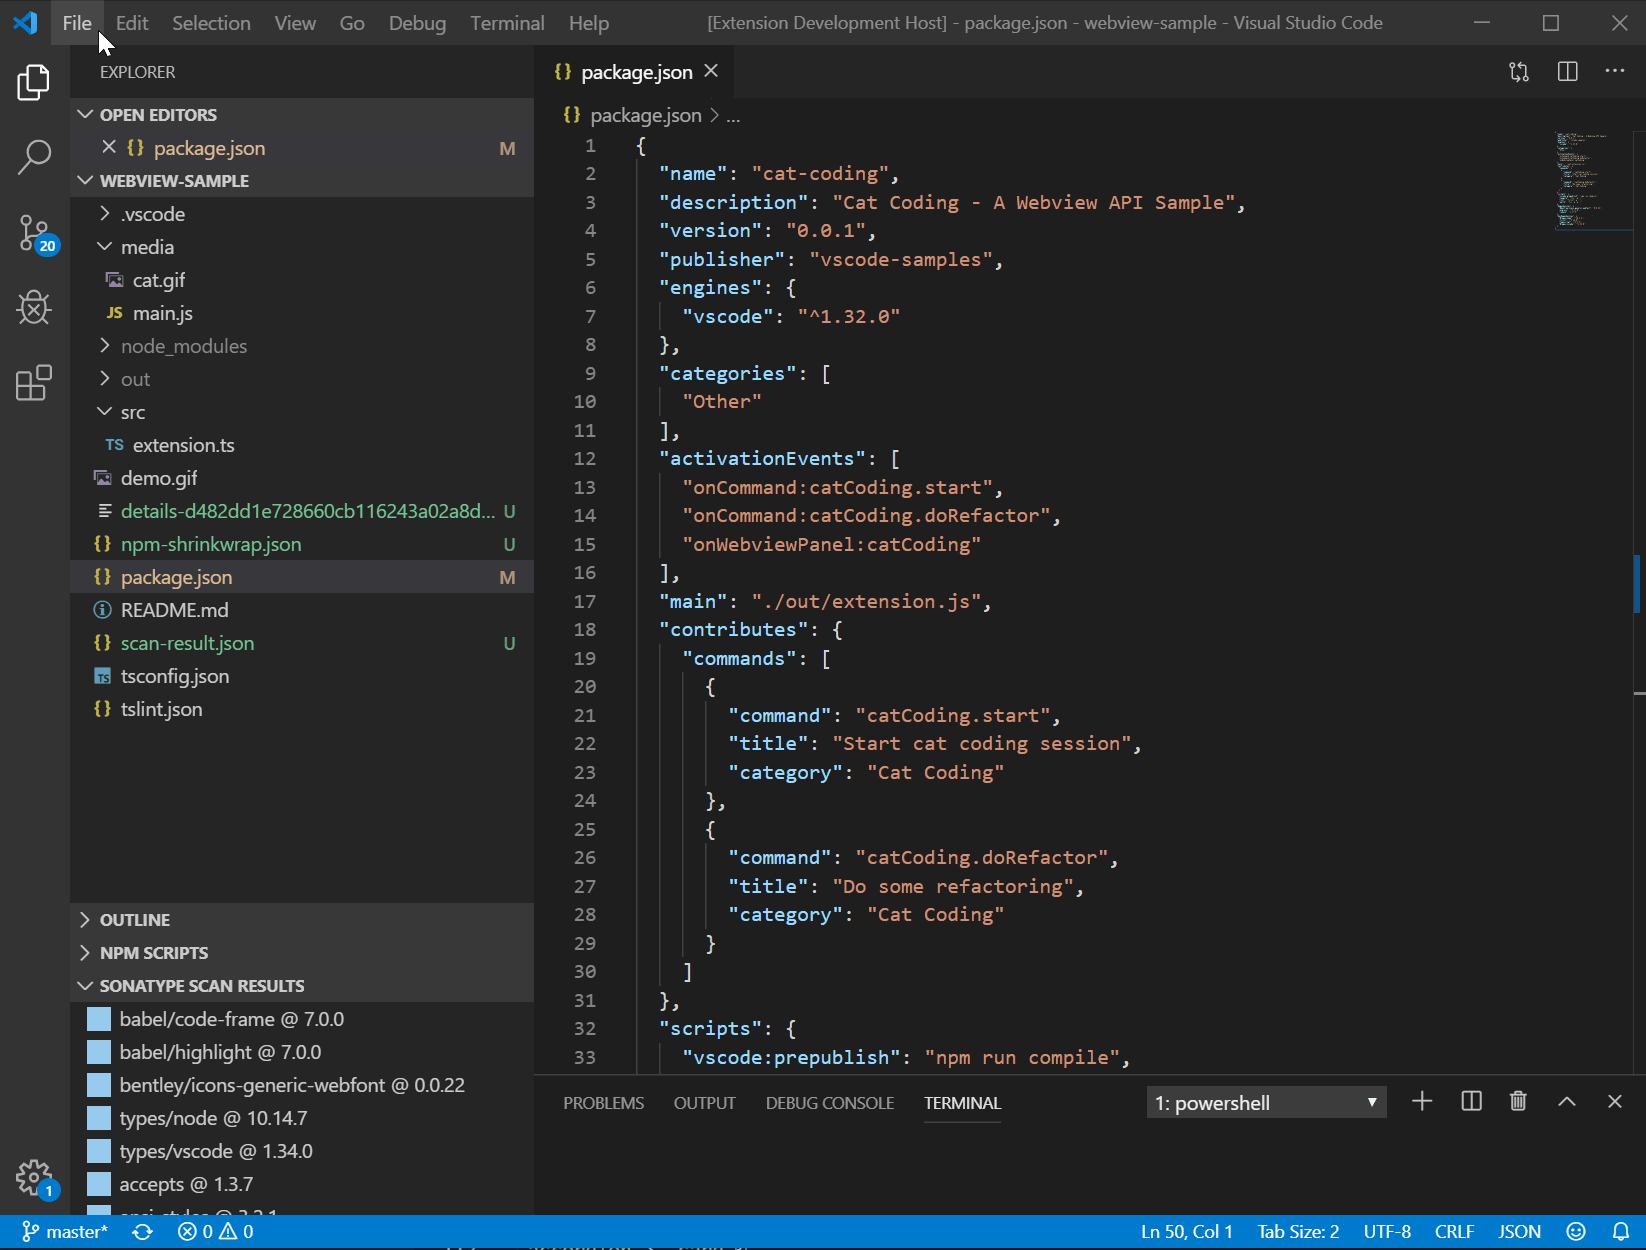 File Edit Selection View Go Debug Terminal Help [Extension Development Host] - package.json - webview-sample - Visual Studio Code
EXPLORER
OPEN EDITORS
package.json M
WEBVIEW-SAMPLE
.vscode
media
cat.gif
JS main.js
node_modules
out
src
TS extension.ts
demo.gif
details-d482dd1e728660cb116243a02a8d... U
{} npm-shrinkwrap.json U
{} package.json M
README.md
{} scan-result.json U
TS tsconfig.json
{} tslint.json
OUTLINE
NPM SCRIPTS
SONATYPE SCAN RESULTS
babel/code-frame @ 7.0.0
babel/highlight @ 7.0.0
bentley/icons-generic-webfont @ 0.0.22
types/node @ 10.14.7
types/vscode @ 1.34.0
accepts @ 1.3.7
20
1
{} package.json
{} package.json > ...
1 {
2 "name": "cat-coding",
3 "description": "Cat Coding - A Webview API Sample",
4 "version": "0.0.1",
5 "publisher": "vscode-samples",
6 "engines": {
7 "vscode": "^1.32.0"
8 },
9 "categories": [
10 "Other"
11 ],
12 "activationEvents": [
13 "onCommand:catCoding.start",
14 "onCommand:catCoding.doRefactor",
15 "onWebviewPanel:catCoding"
16 ],
17 "main": "./out/extension.js",
18 "contributes": {
19 "commands": [
20 {
21 "command": "catCoding.start",
22 "title": "Start cat coding session",
23 "category": "Cat Coding"
24 },
25 {
26 "command": "catCoding.doRefactor",
27 "title": "Do some refactoring",
28 "category": "Cat Coding"
29 }
30 ]
31 },
32 "scripts": {
33 "vscode:prepublish": "npm run compile",
PROBLEMS OUTPUT DEBUG CONSOLE TERMINAL 1: powershell
master* 0 0 Ln 50, Col 1 Tab Size: 2 UTF-8 CRLF JSON